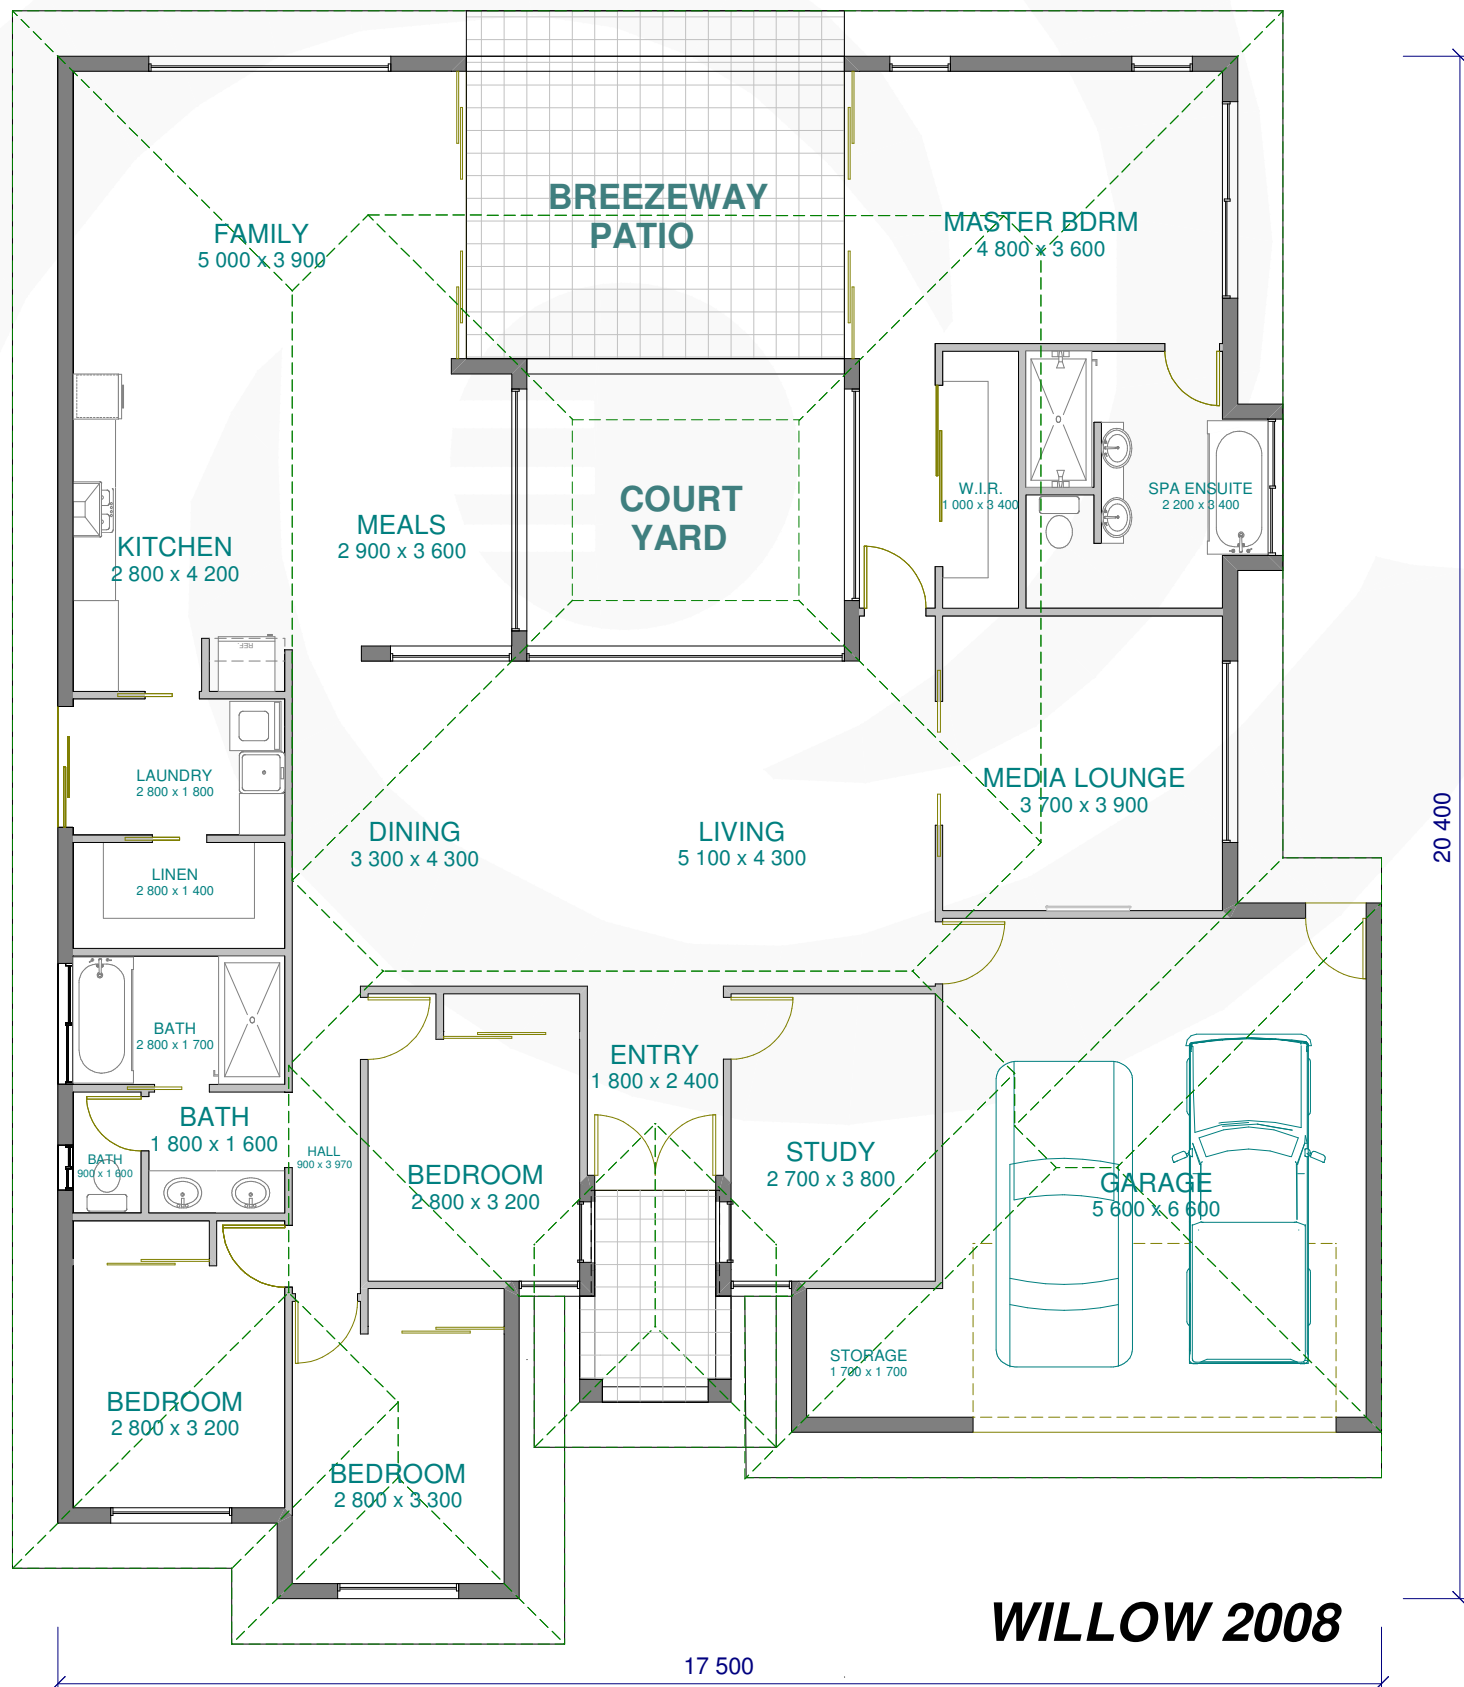 BREEZEWAY
PATIO
FAMILY
5 000 x 3 900
MASTER BDRM
4 800 x 3 600
COURT
YARD
W.I.R.
1 000 x 3 400
SPA ENSUITE
2 200 x 3 400
MEALS
2 900 x 3 600
KITCHEN
2 800 x 4 200
REF
LAUNDRY
2 800 x 1 800
MEDIA LOUNGE
3 700 x 3 900
DINING
3 300 x 4 300
LIVING
5 100 x 4 300
20 400
LINEN
2 800 x 1 400
BATH
2 800 x 1 700
ENTRY
1 800 x 2 400
BATH
1 800 x 1 600
HALL
900 x 3 970
BATH
900 x 1 600
BEDROOM
2 800 x 3 200
STUDY
2 700 x 3 800
GARAGE
5 600 x 6 600
STORAGE
1 700 x 1 700
BEDROOM
2 800 x 3 200
BEDROOM
2 800 x 3 300
WILLOW 2008
17 500